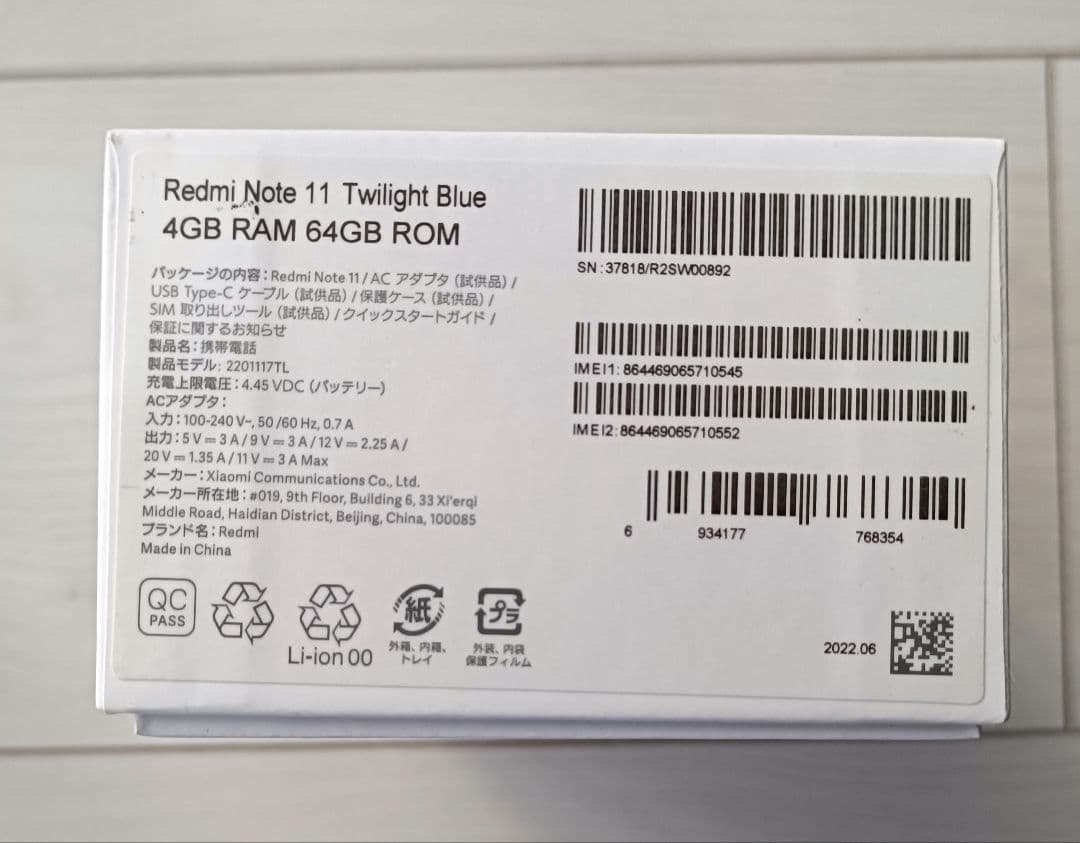 Redmi Note 11 Twilight Blue
4GB RAM 64GB ROM
パッケージの内容：Redmi Note 11 / AC アダプタ（試供品）/
USB Type-C ケーブル（試供品）/ 保護ケース（試供品）/
SIM 取り出しツール（試供品）/ クイックスタートガイド /
保証に関するお知らせ
製品名：携帯電話
製品モデル: 2201117TL
充電上限電圧：4.45 VDC（バッテリー）
ACアダプタ：
入力：100-240 V~, 50 /60 Hz, 0.7 A
出力：5 V⎓3 A / 9 V⎓3 A / 12 V⎓2.25 A /
20 V⎓1.35 A / 11 V⎓3 A Max
メーカー：Xiaomi Communications Co., Ltd.
メーカー所在地：#019, 9th Floor, Building 6, 33 Xi'erqi
Middle Road, Haidian District, Beijing, China, 100085
ブランド名：Redmi
Made in China
QC
PASS
Li-ion 00
紙
外箱、内箱、
トレイ
プラ
外装、内袋
保護フィルム
SN:37818/R2SW00892
IMEI1: 864469065710545
IMEI2: 864469065710552
6 934177 768354
2022.06